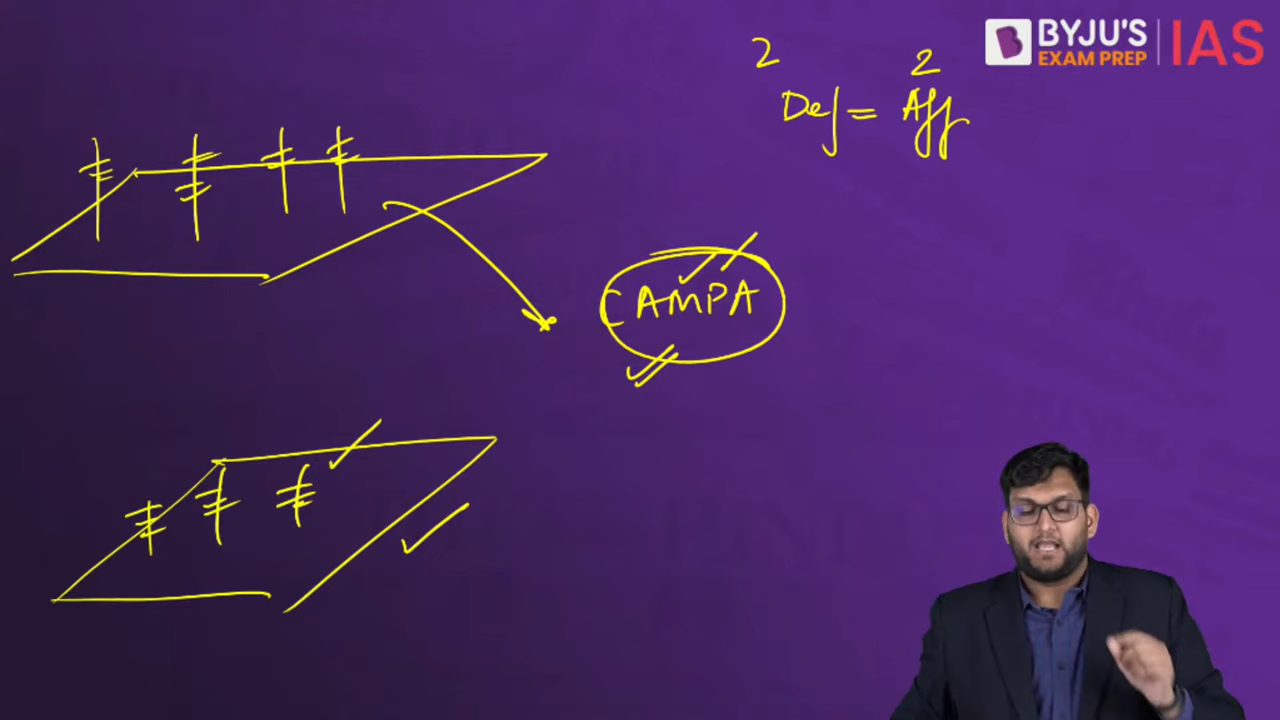 BYJU'S
EXAM PREP
IAS
2 2
Def = Aff
CAMPA